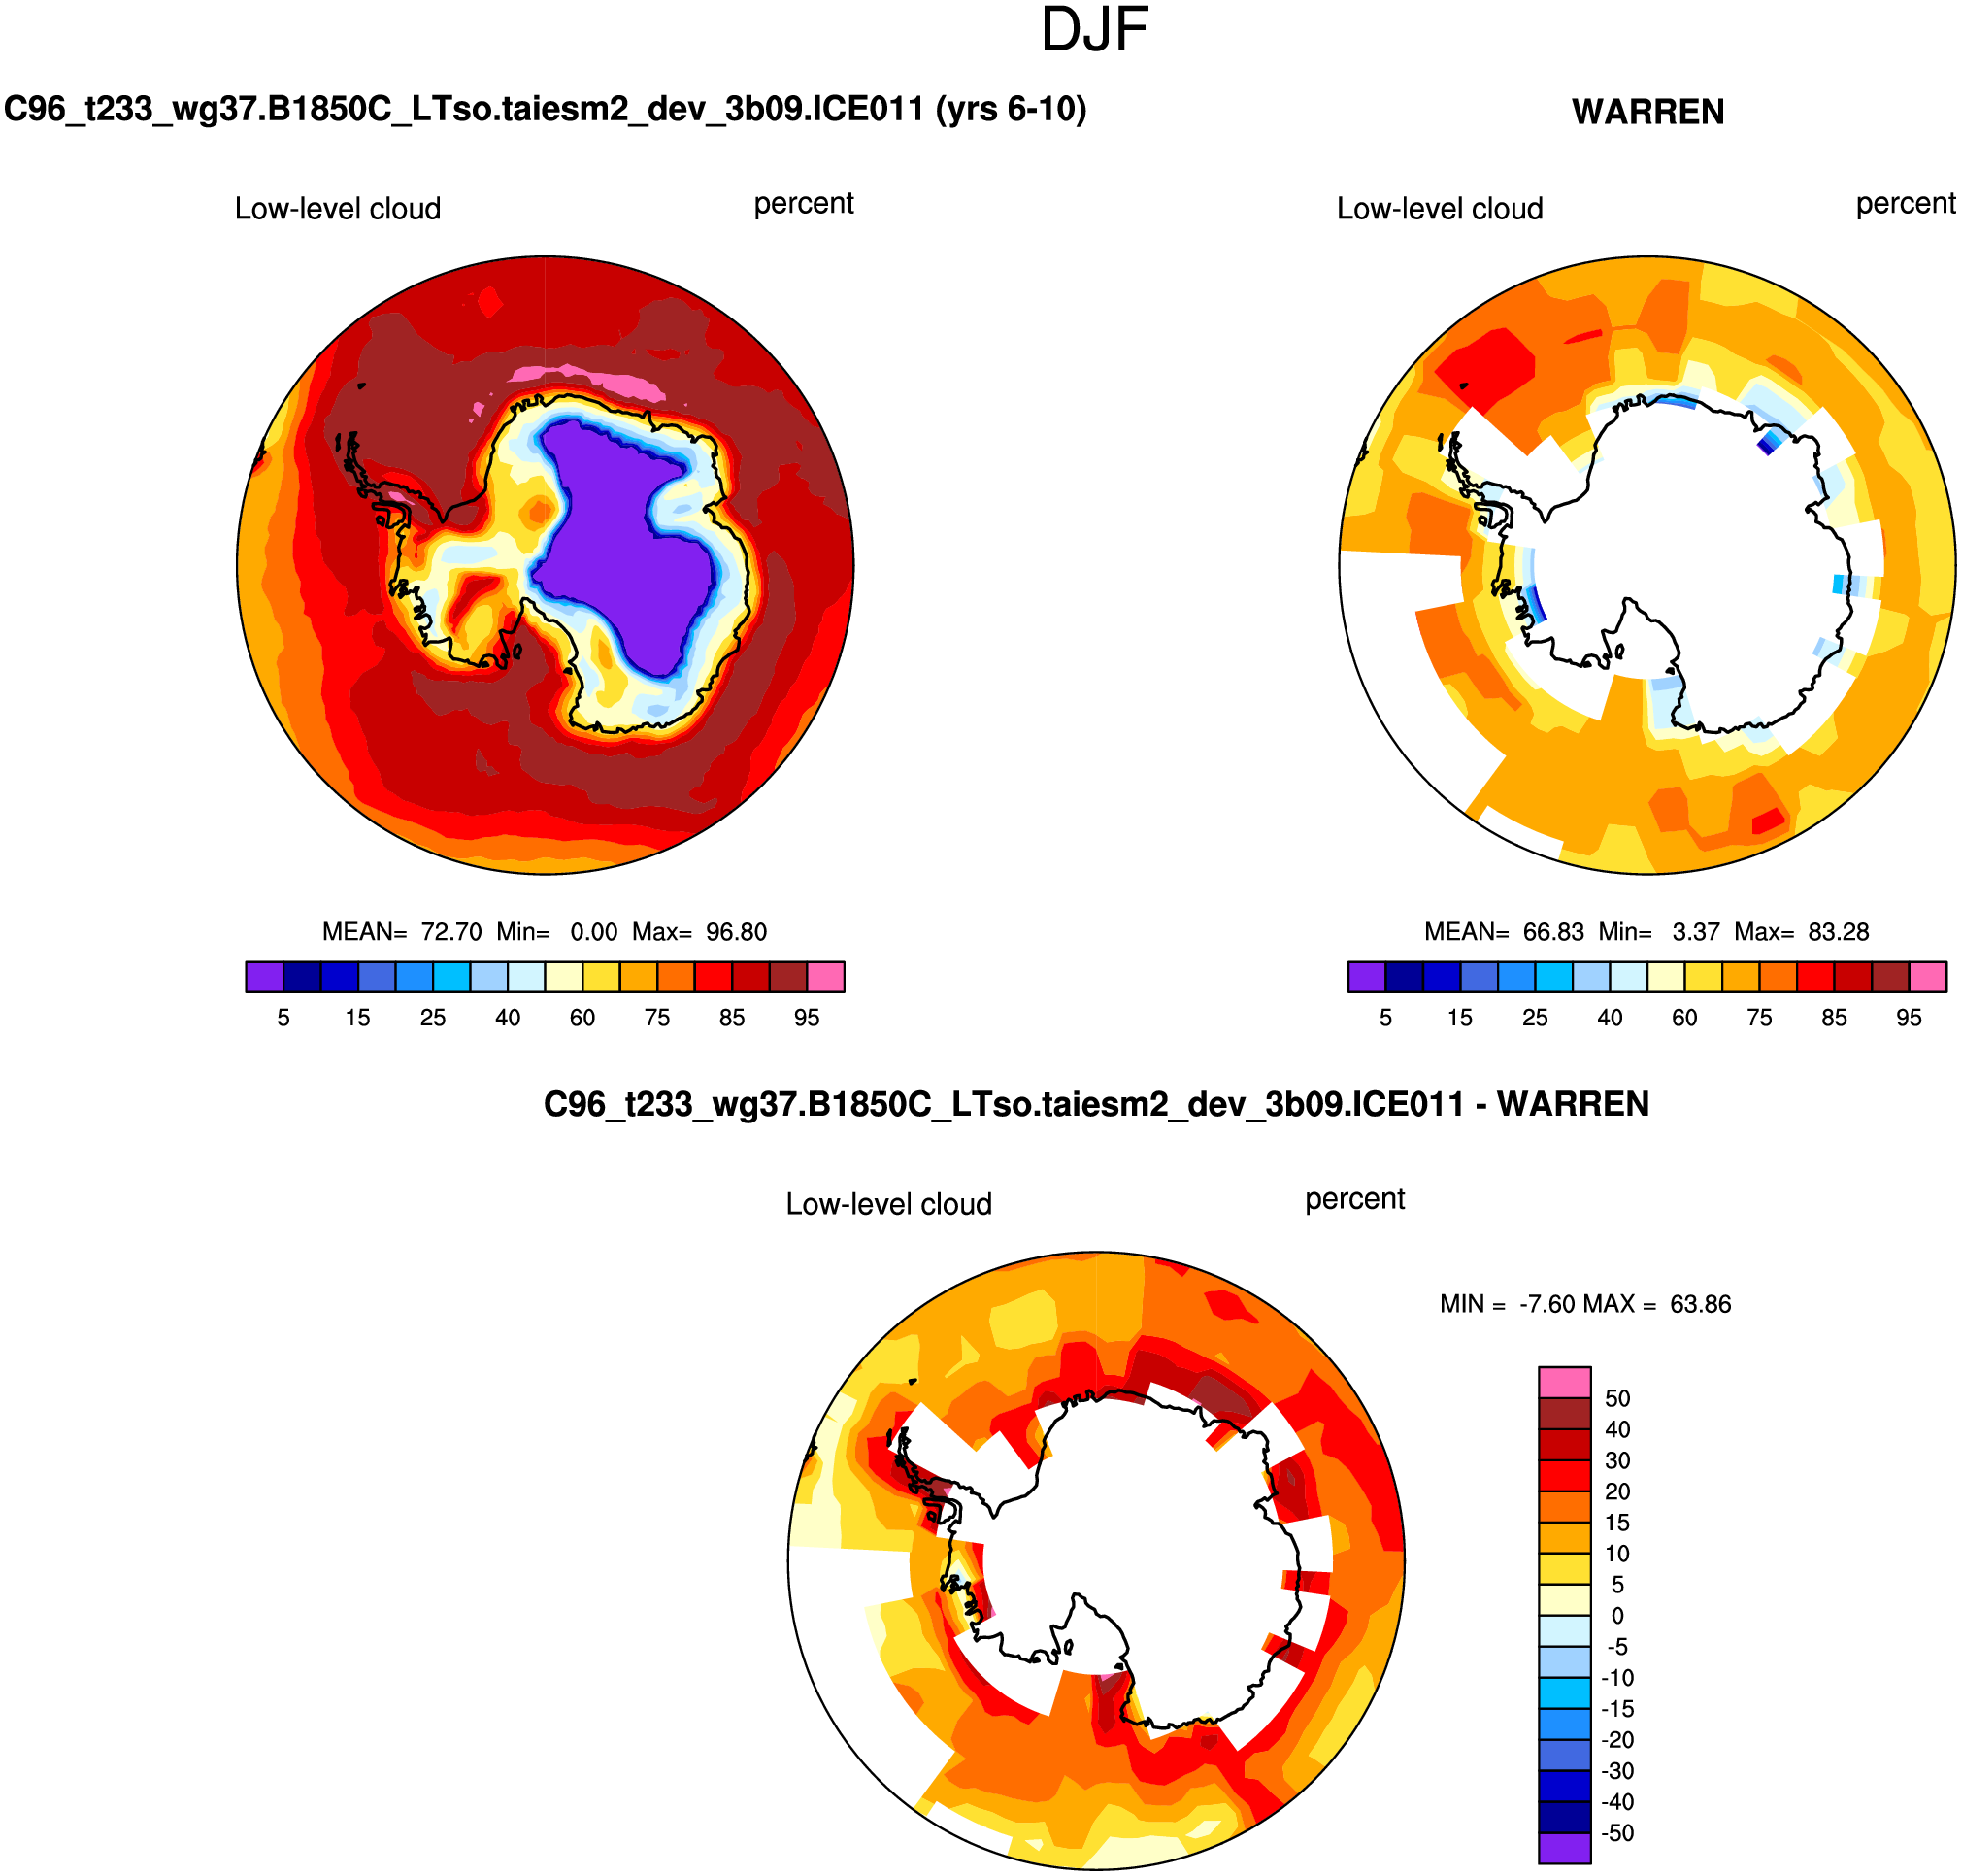 DJF
C96_t233_wg37.B1850C_LTso.taiesm2_dev_3b09.ICE011 (yrs 6-10)
WARREN
Low-level cloud percent
Low-level cloud percent
MEAN= 72.70 Min= 0.00 Max= 96.80
MEAN= 66.83 Min= 3.37 Max= 83.28
5 15 25 40 60 75 85 95
5 15 25 40 60 75 85 95
C96_t233_wg37.B1850C_LTso.taiesm2_dev_3b09.ICE011 - WARREN
Low-level cloud percent
MIN = -7.60 MAX = 63.86
50
40
30
20
15
10
5
0
-5
-10
-15
-20
-30
-40
-50